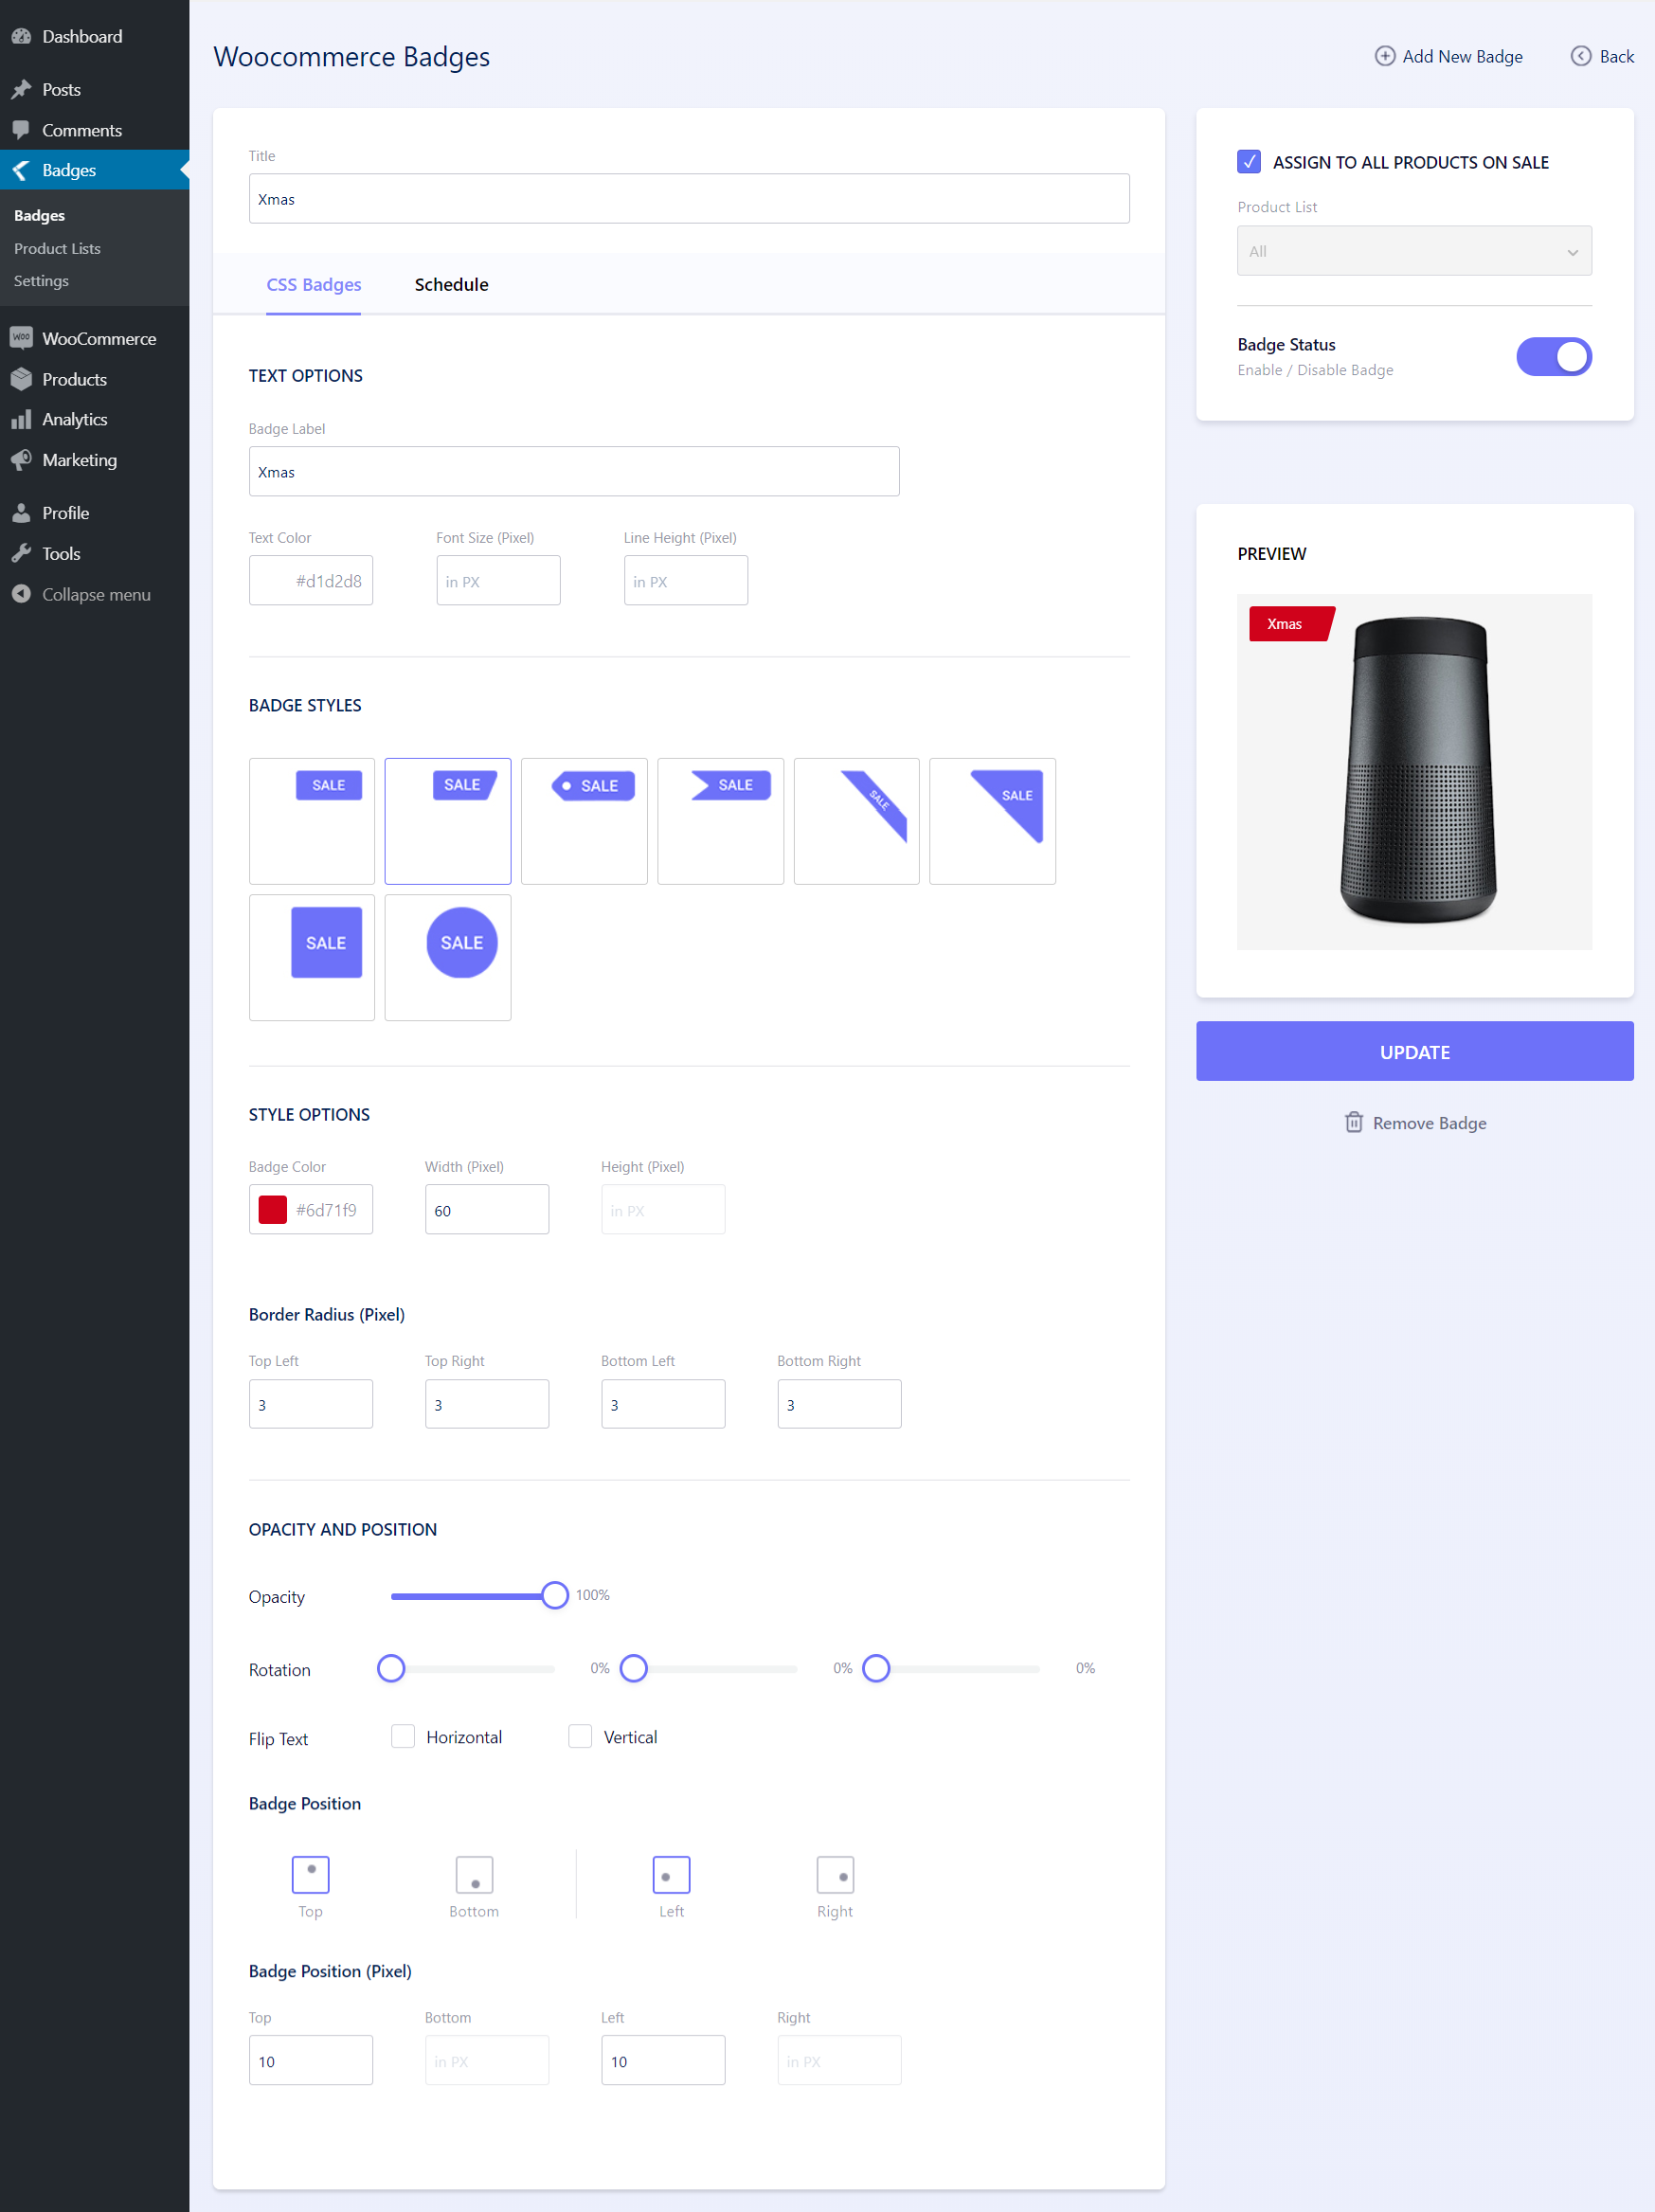 Dashboard
Posts
Comments
Badges
Badges
Product Lists
Settings
WOO
WooCommerce
Products
Analytics
Marketing
Profile
Tools
Collapse menu
Woocommerce Badges
Add New Badge
Back
Title
Xmas
CSS Badges
Schedule
TEXT OPTIONS
Badge Label
Xmas
Text Color
Font Size (Pixel)
Line Height (Pixel)
#d1d2d8
in PX
in PX
BADGE STYLES
SALE
SALE
SALE
SALE
SALE
SALE
SALE
SALE
STYLE OPTIONS
Badge Color
Width (Pixel)
Height (Pixel)
#6d71f9
60
in PX
Border Radius (Pixel)
Top Left
Top Right
Bottom Left
Bottom Right
3
3
3
3
OPACITY AND POSITION
Opacity
100%
Rotation
0%
0%
0%
Flip Text
Horizontal
Vertical
Badge Position
Top
Bottom
Left
Right
Badge Position (Pixel)
Top
Bottom
Left
Right
10
in PX
10
in PX
ASSIGN TO ALL PRODUCTS ON SALE
Product List
All
Badge Status
Enable / Disable Badge
PREVIEW
Xmas
UPDATE
Remove Badge